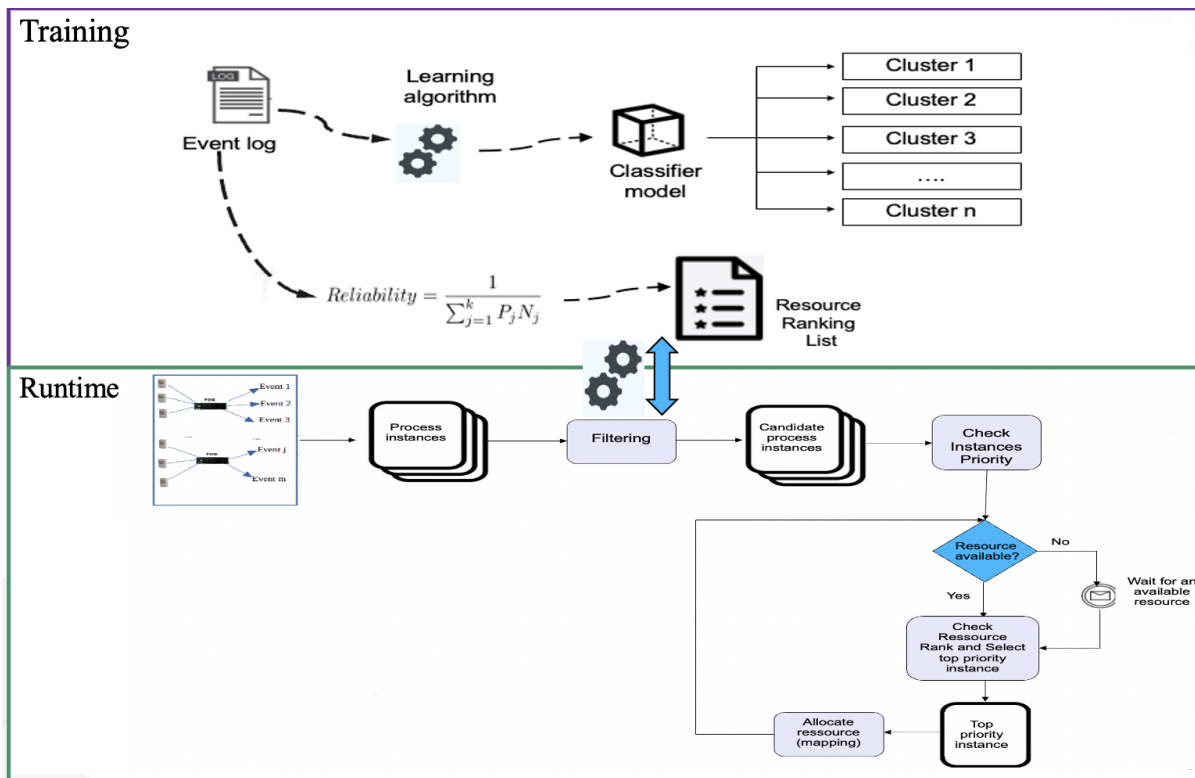 Training
LOG
Event log
Learning
algorithm
Classifier
model
Cluster 1
Cluster 2
Cluster 3
....
Cluster n
Reliability = 1 / ∑_{j=1}^{k} P_j N_j
Resource
Ranking
List
Runtime
FOG
Event 1
Event 2
Event 3
...
...
FOG
Event j
Event m
Process
instances
Filtering
Candidate
process
instances
Check
Instances
Priority
Resource
available?
No
Yes
Wait for an
available
resource
Check
Ressource
Rank and Select
top priority
instance
Top
priority
instance
Allocate
ressource
(mapping)